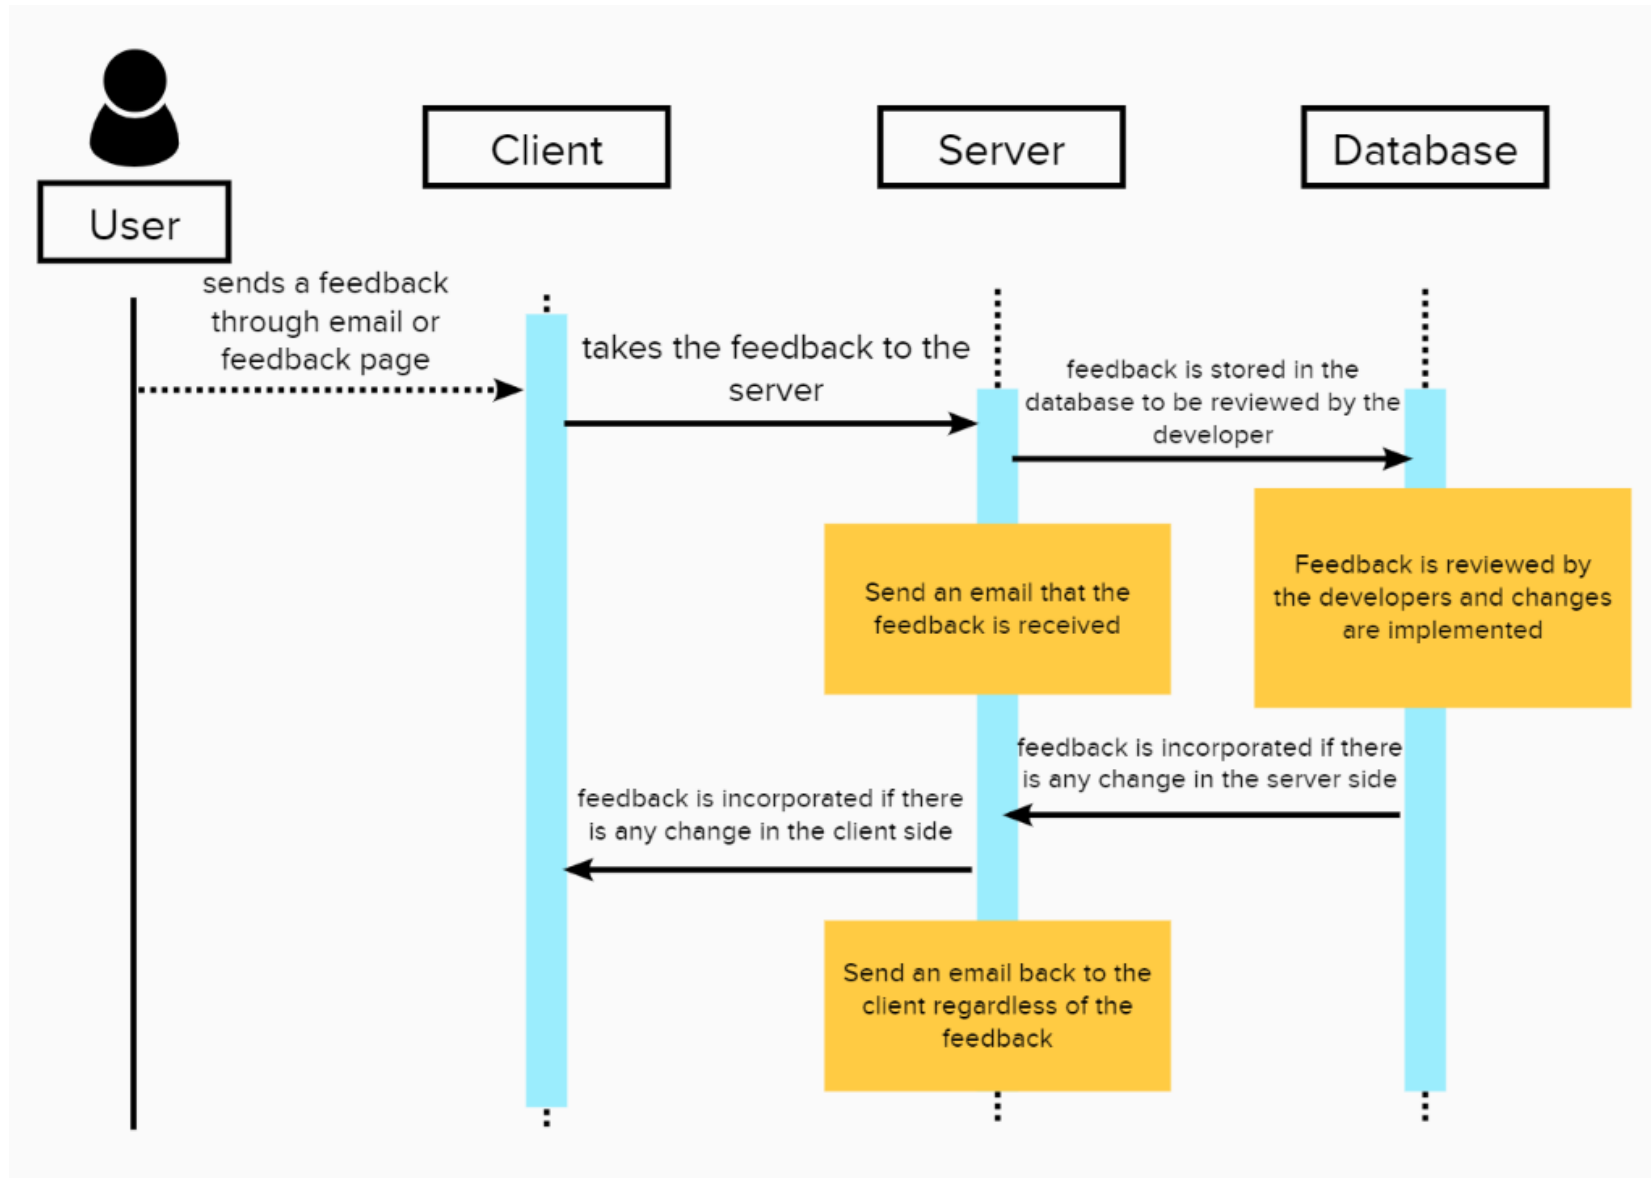 User
Client
Server
Database
sends a feedback
through email or
feedback page
takes the feedback to the
server
feedback is stored in the
database to be reviewed by the
developer
Send an email that the
feedback is received
Feedback is reviewed by
the developers and changes
are implemented
feedback is incorporated if there
is any change in the server side
feedback is incorporated if there
is any change in the client side
Send an email back to the
client regardless of the
feedback